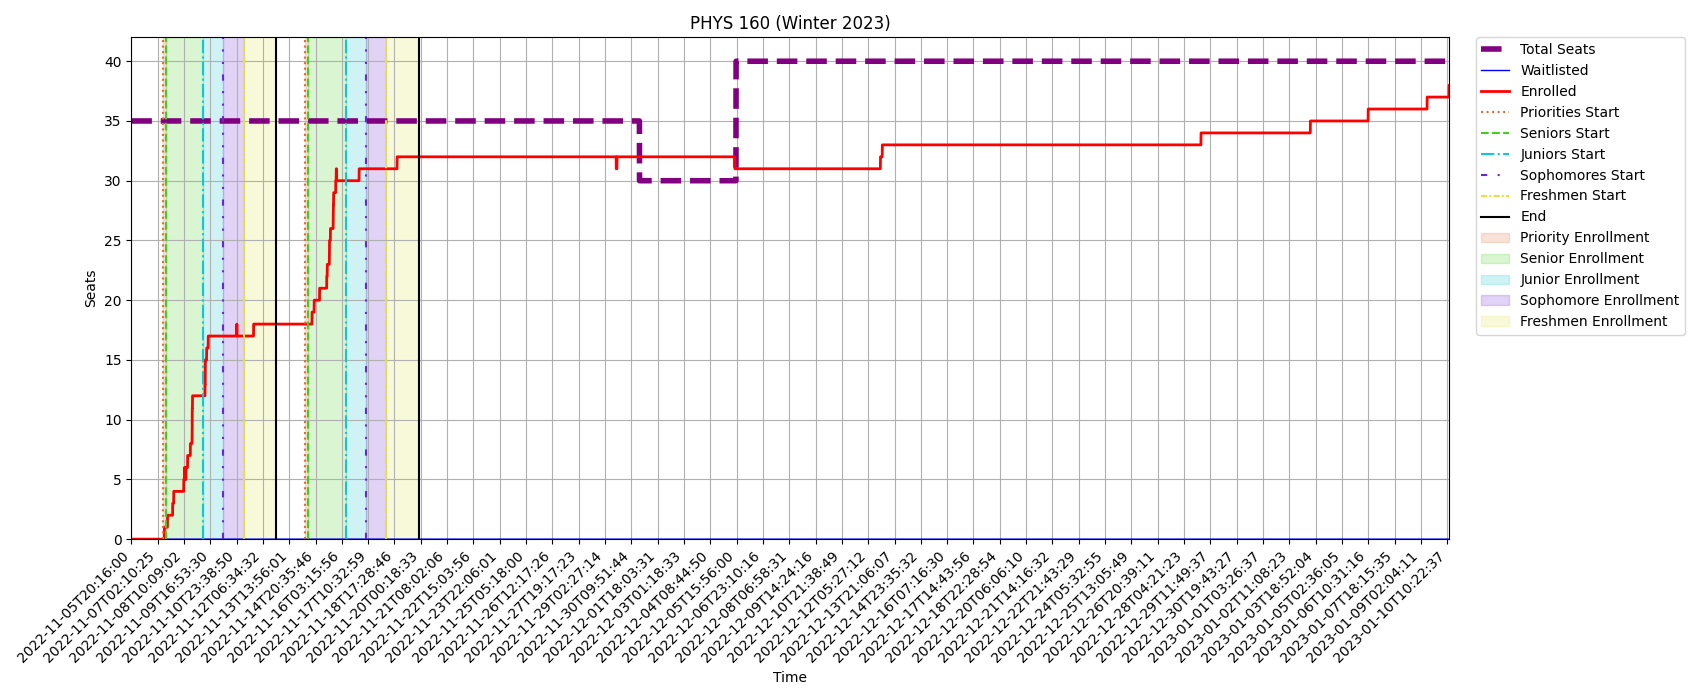 PHYS 160 (Winter 2023)
Seats
40
35
30
25
20
15
10
5
0
Total Seats
Waitlisted
Enrolled
Priorities Start
Seniors Start
Juniors Start
Sophomores Start
Freshmen Start
End
Priority Enrollment
Senior Enrollment
Junior Enrollment
Sophomore Enrollment
Freshmen Enrollment
2022-11-05T20:16:00
2022-11-07T02:10:25
2022-11-08T10:09:02
2022-11-09T16:53:30
2022-11-10T23:38:50
2022-11-12T06:34:32
2022-11-13T13:56:01
2022-11-14T20:35:46
2022-11-16T03:15:56
2022-11-17T10:32:59
2022-11-18T17:28:46
2022-11-20T00:18:33
2022-11-21T08:02:06
2022-11-22T15:03:56
2022-11-23T22:06:01
2022-11-25T05:18:00
2022-11-26T12:17:26
2022-11-27T19:17:23
2022-11-29T02:27:14
2022-11-30T09:51:44
2022-12-01T18:03:31
2022-12-03T01:18:33
2022-12-04T08:44:50
2022-12-05T15:56:00
2022-12-06T23:10:16
2022-12-08T06:58:31
2022-12-09T14:24:16
2022-12-10T21:38:49
2022-12-12T05:27:12
2022-12-13T21:06:07
2022-12-14T23:35:32
2022-12-16T07:16:30
2022-12-17T14:43:56
2022-12-18T22:28:54
2022-12-20T06:06:10
2022-12-21T14:16:32
2022-12-22T21:43:29
2022-12-24T05:32:55
2022-12-25T13:05:49
2022-12-26T20:39:11
2022-12-28T04:21:23
2022-12-29T11:49:37
2022-12-30T19:43:27
2023-01-01T03:26:37
2023-01-02T11:08:23
2023-01-03T18:52:04
2023-01-05T02:36:05
2023-01-06T10:31:16
2023-01-07T18:15:35
2023-01-09T02:04:11
2023-01-10T10:22:37
Time